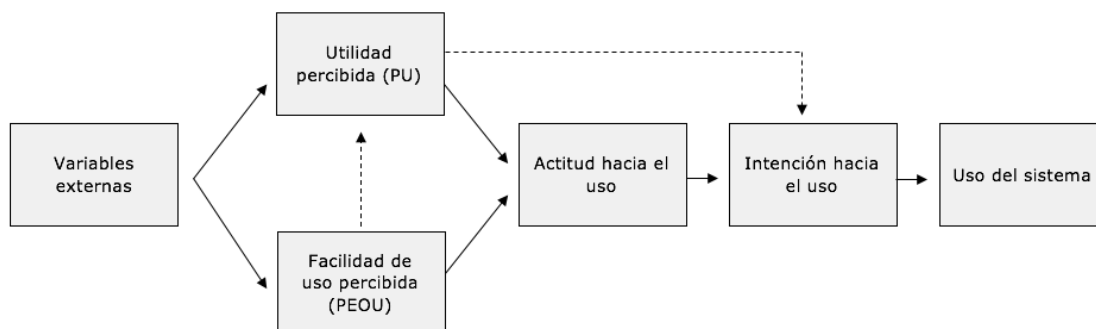 Utilidad
percibida (PU)
Variables
externas
Actitud hacia el
uso
Intención hacia
el uso
Uso del sistema
Facilidad de
uso percibida
(PEOU)